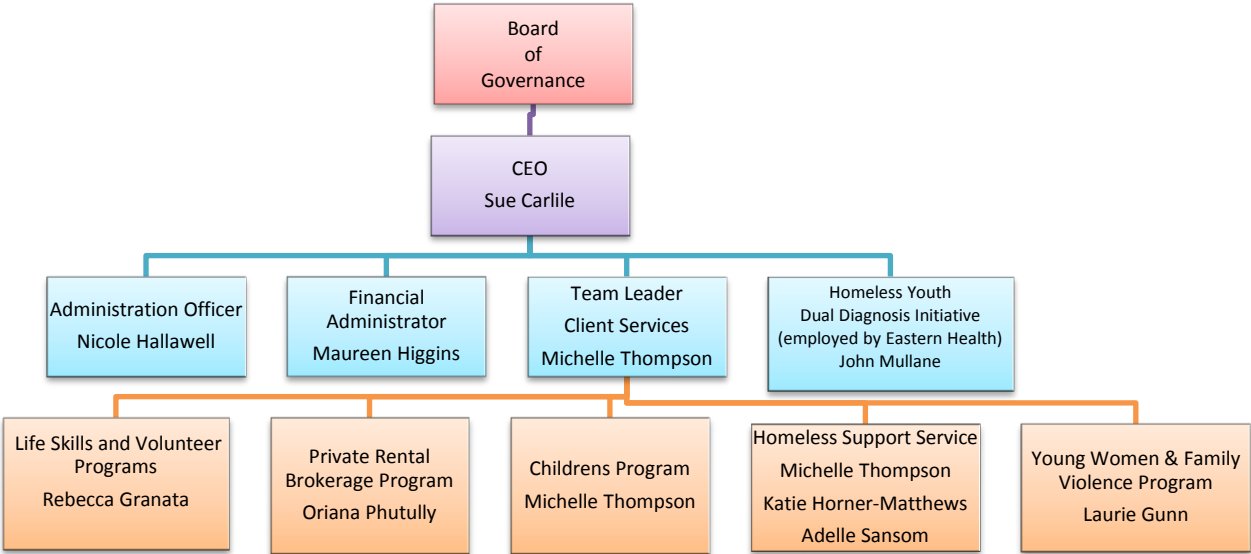 Board
of
Governance
CEO
Sue Carlile
Administration Officer
Nicole Hallawell
Financial
Administrator
Maureen Higgins
Team Leader
Client Services
Michelle Thompson
Homeless Youth
Dual Diagnosis Initiative
(employed by Eastern Health)
John Mullane
Life Skills and Volunteer
Programs
Rebecca Granata
Private Rental
Brokerage Program
Oriana Phutully
Childrens Program
Michelle Thompson
Homeless Support Service
Michelle Thompson
Katie Horner-Matthews
Adelle Sansom
Young Women & Family
Violence Program
Laurie Gunn